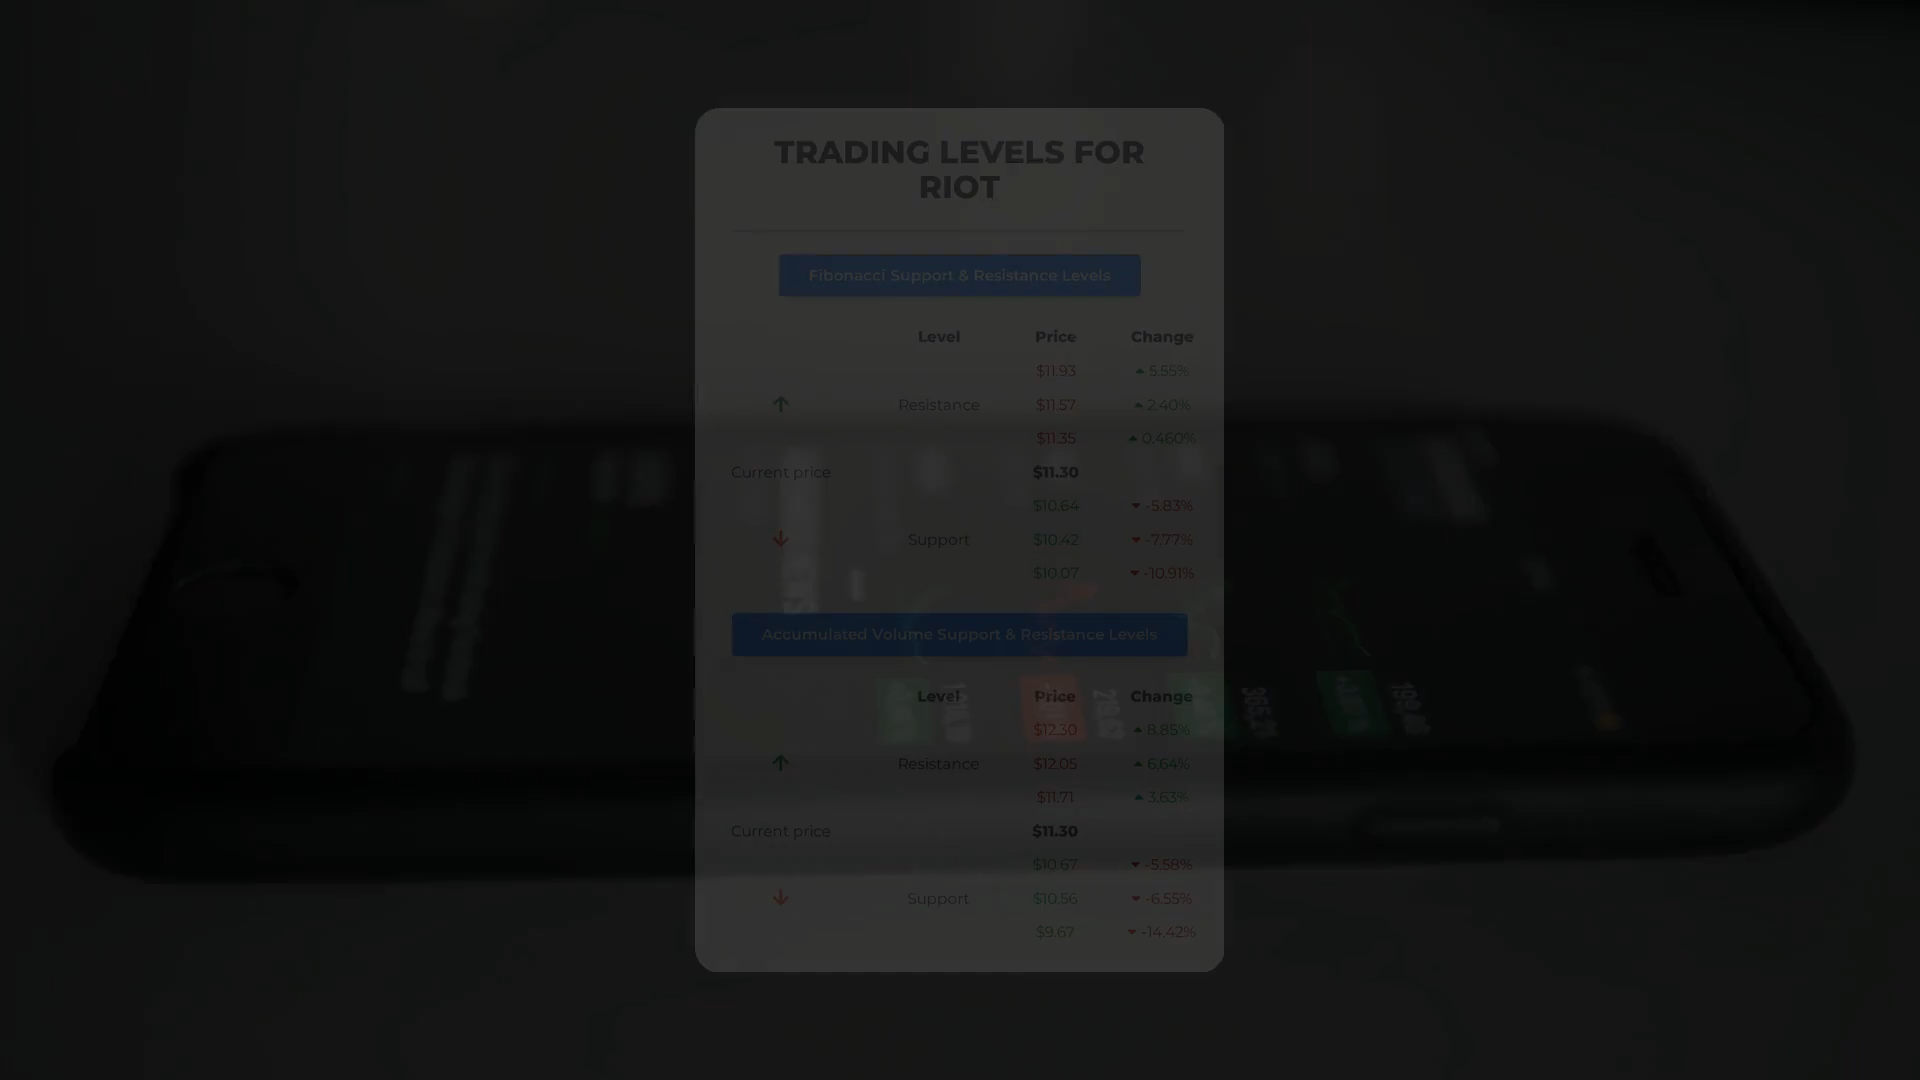 TRADING LEVELS FOR
RIOT
Fibonacci Support & Resistance Levels
Level Price Change
$11.93 5.55%
Resistance $11.57 2.40%
$11.35 0.460%
Current price $11.30
$10.64 -5.83%
Support $10.42 -7.77%
$10.07 -10.91%
Accumulated Volume Support & Resistance Levels
Level Price Change
$12.30 8.85%
Resistance $12.05 6.64%
$11.71 3.63%
Current price $11.30
$10.67 -5.58%
Support $10.56 -6.55%
$9.67 -14.42%